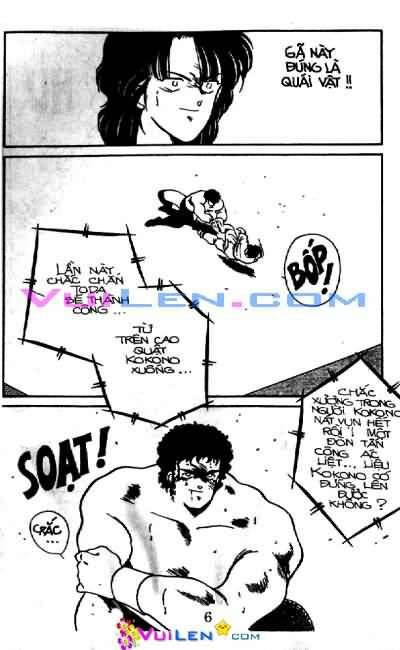 GÃ NÀY
ĐÚNG LÀ
QUÁI VẬT !!
BỐP!
LẦN NÀY
CHẮC CHẮN
TODA
SẼ THÀNH
CÔNG ...
TỪ
TRÊN CAO
QUẬT
KOKONO
XUỐNG ...
VUILEN.COM
CHẮC
XƯƠNG TRONG
NGƯỜI KOKONO
NÁT VỤN HẾT
RỒI ! MỘT
ĐÒN TẤN
CÔNG ÁC
LIỆT... LIỆU
KOKONO CÓ
ĐỨNG LÊN
ĐƯỢC
KHÔNG ?
SOẠT!
CRẮC ...
6
VUILEN.COM